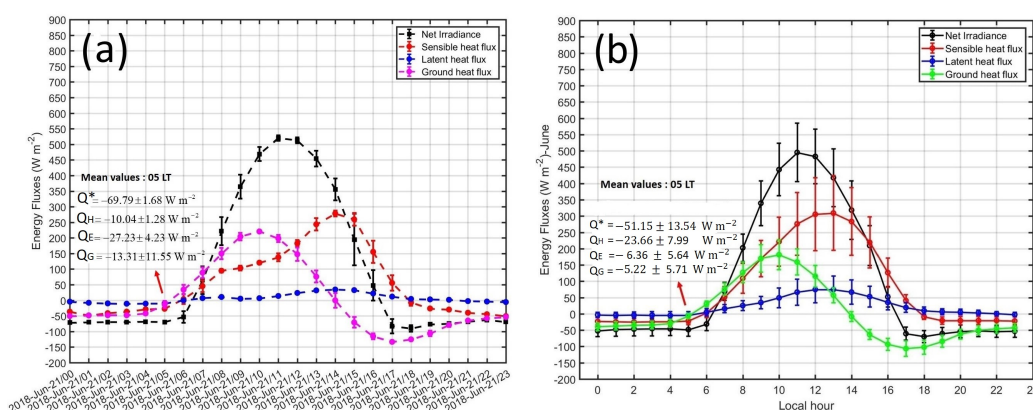 (a)
Net Irradiance
Sensible heat flux
Latent heat flux
Ground heat flux
Energy Fluxes (W m-2)
900
850
800
750
700
650
600
550
500
450
400
350
300
250
200
150
100
50
0
-50
-100
-150
-200
Mean values : 05 LT
Q*= −69.79±1.68 W m−2
QH= −10.04±1.28 W m−2
QE= −27.23±4.23 W m−2
QG= −13.31±11.55 W m−2
2018-Jun-21/00
2018-Jun-21/01
2018-Jun-21/02
2018-Jun-21/03
2018-Jun-21/04
2018-Jun-21/05
2018-Jun-21/06
2018-Jun-21/07
2018-Jun-21/08
2018-Jun-21/09
2018-Jun-21/10
2018-Jun-21/11
2018-Jun-21/12
2018-Jun-21/13
2018-Jun-21/14
2018-Jun-21/15
2018-Jun-21/16
2018-Jun-21/17
2018-Jun-21/18
2018-Jun-21/19
2018-Jun-21/20
2018-Jun-21/21
2018-Jun-21/22
2018-Jun-21/23
(b)
Net Irradiance
Sensible heat flux
Latent heat flux
Ground heat flux
Energy Fluxes (W m-2)-June
900
850
800
750
700
650
600
550
500
450
400
350
300
250
200
150
100
50
0
-50
-100
-150
-200
Mean values : 05 LT
Q* = −51.15 ± 13.54 W m−2
QH = −23.66 ± 7.99 W m−2
QE = − 6.36 ± 5.64 W m−2
QG = − 5.22 ± 5.71 W m−2
0 2 4 6 8 10 12 14 16 18 20 22
Local hour